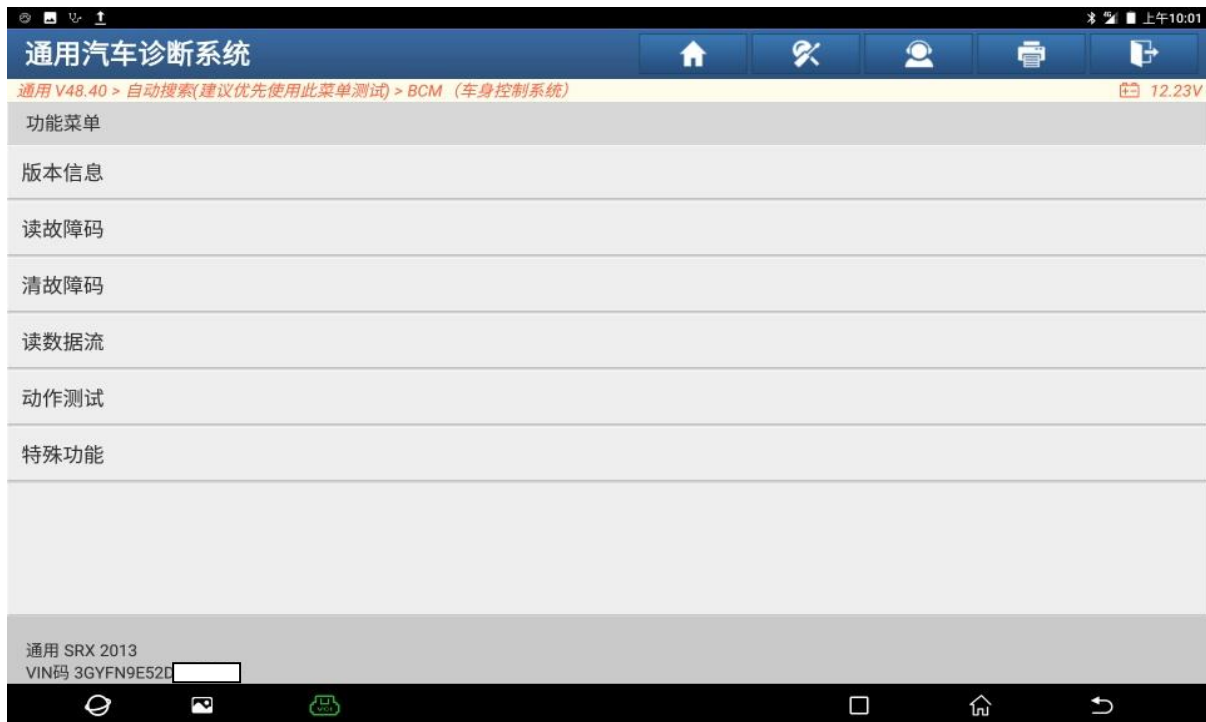 上午10:01
通用汽车诊断系统
通用 V48.40 > 自动搜索(建议优先使用此菜单测试) > BCM（车身控制系统）
12.23V
功能菜单
版本信息
读故障码
清故障码
读数据流
动作测试
特殊功能
通用 SRX 2013
VIN码 3GYFN9E52D